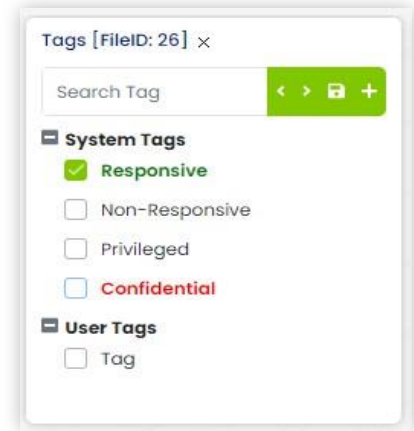 Tags [FileID: 26] ×
Search Tag
System Tags
Responsive
Non-Responsive
Privileged
Confidential
User Tags
Tag